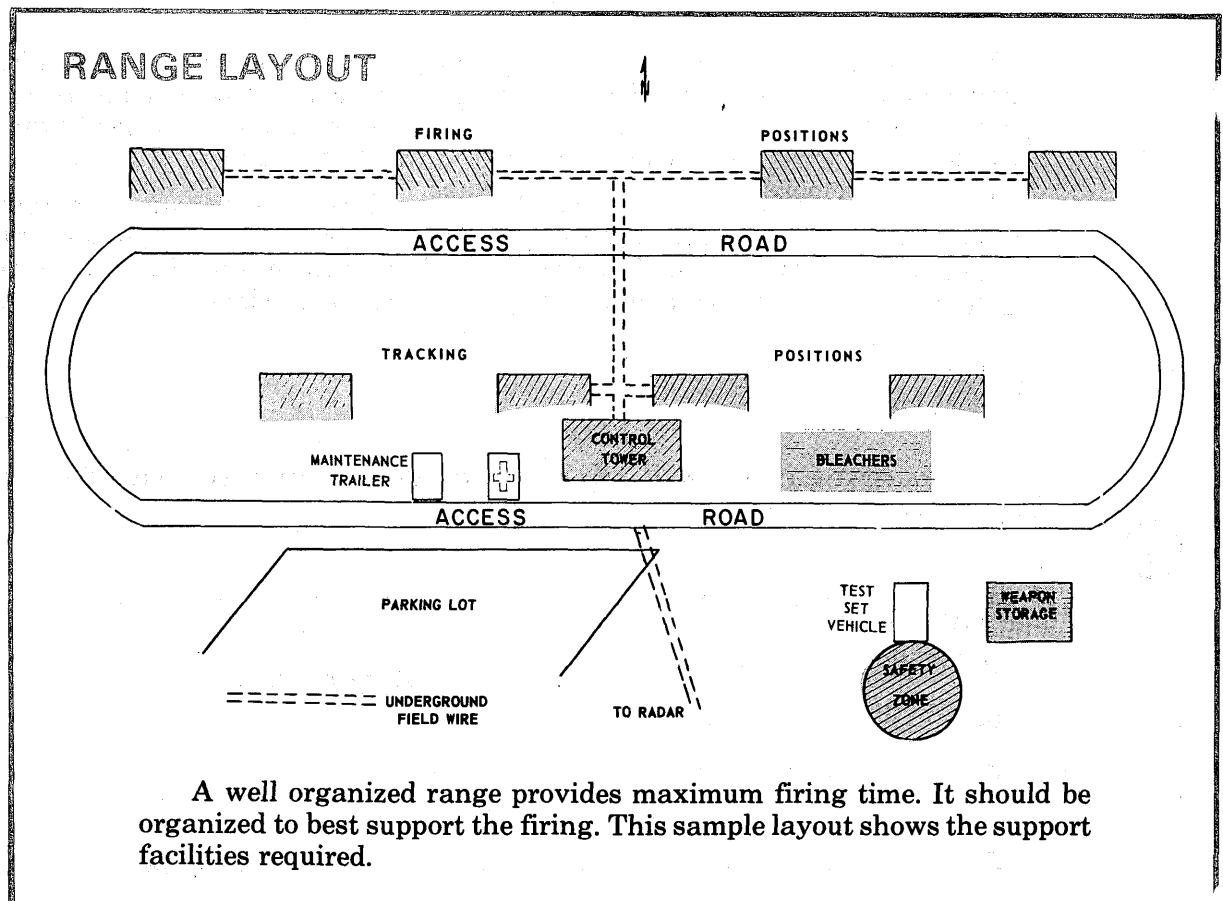 RANGE LAYOUT
N
FIRING POSITIONS
ACCESS ROAD
TRACKING POSITIONS
CONTROL
TOWER
BLEACHERS
MAINTENANCE
TRAILER
ACCESS ROAD
PARKING LOT
TEST
SET
VEHICLE
WEAPON
STORAGE
SAFETY
ZONE
UNDERGROUND
FIELD WIRE
TO RADAR
A well organized range provides maximum firing time. It should be
organized to best support the firing. This sample layout shows the support
facilities required.